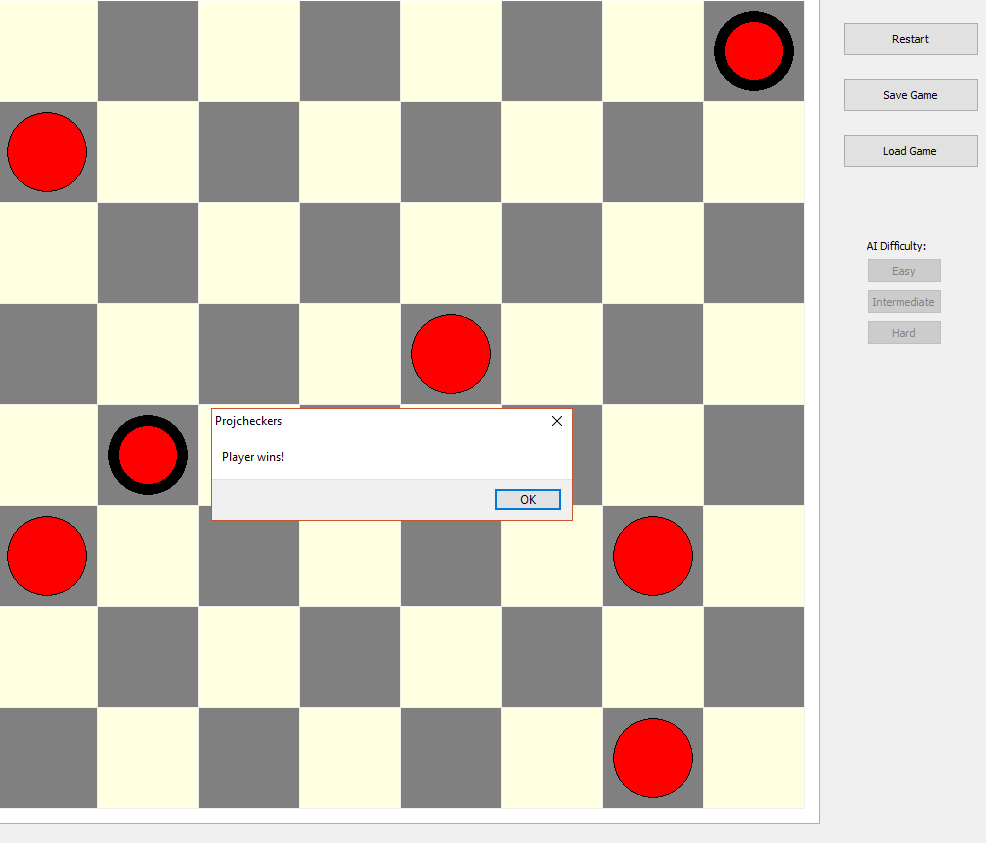 Restart
Save Game
Load Game
AI Difficulty:
Easy
Intermediate
Hard
Projcheckers
Player wins!
OK